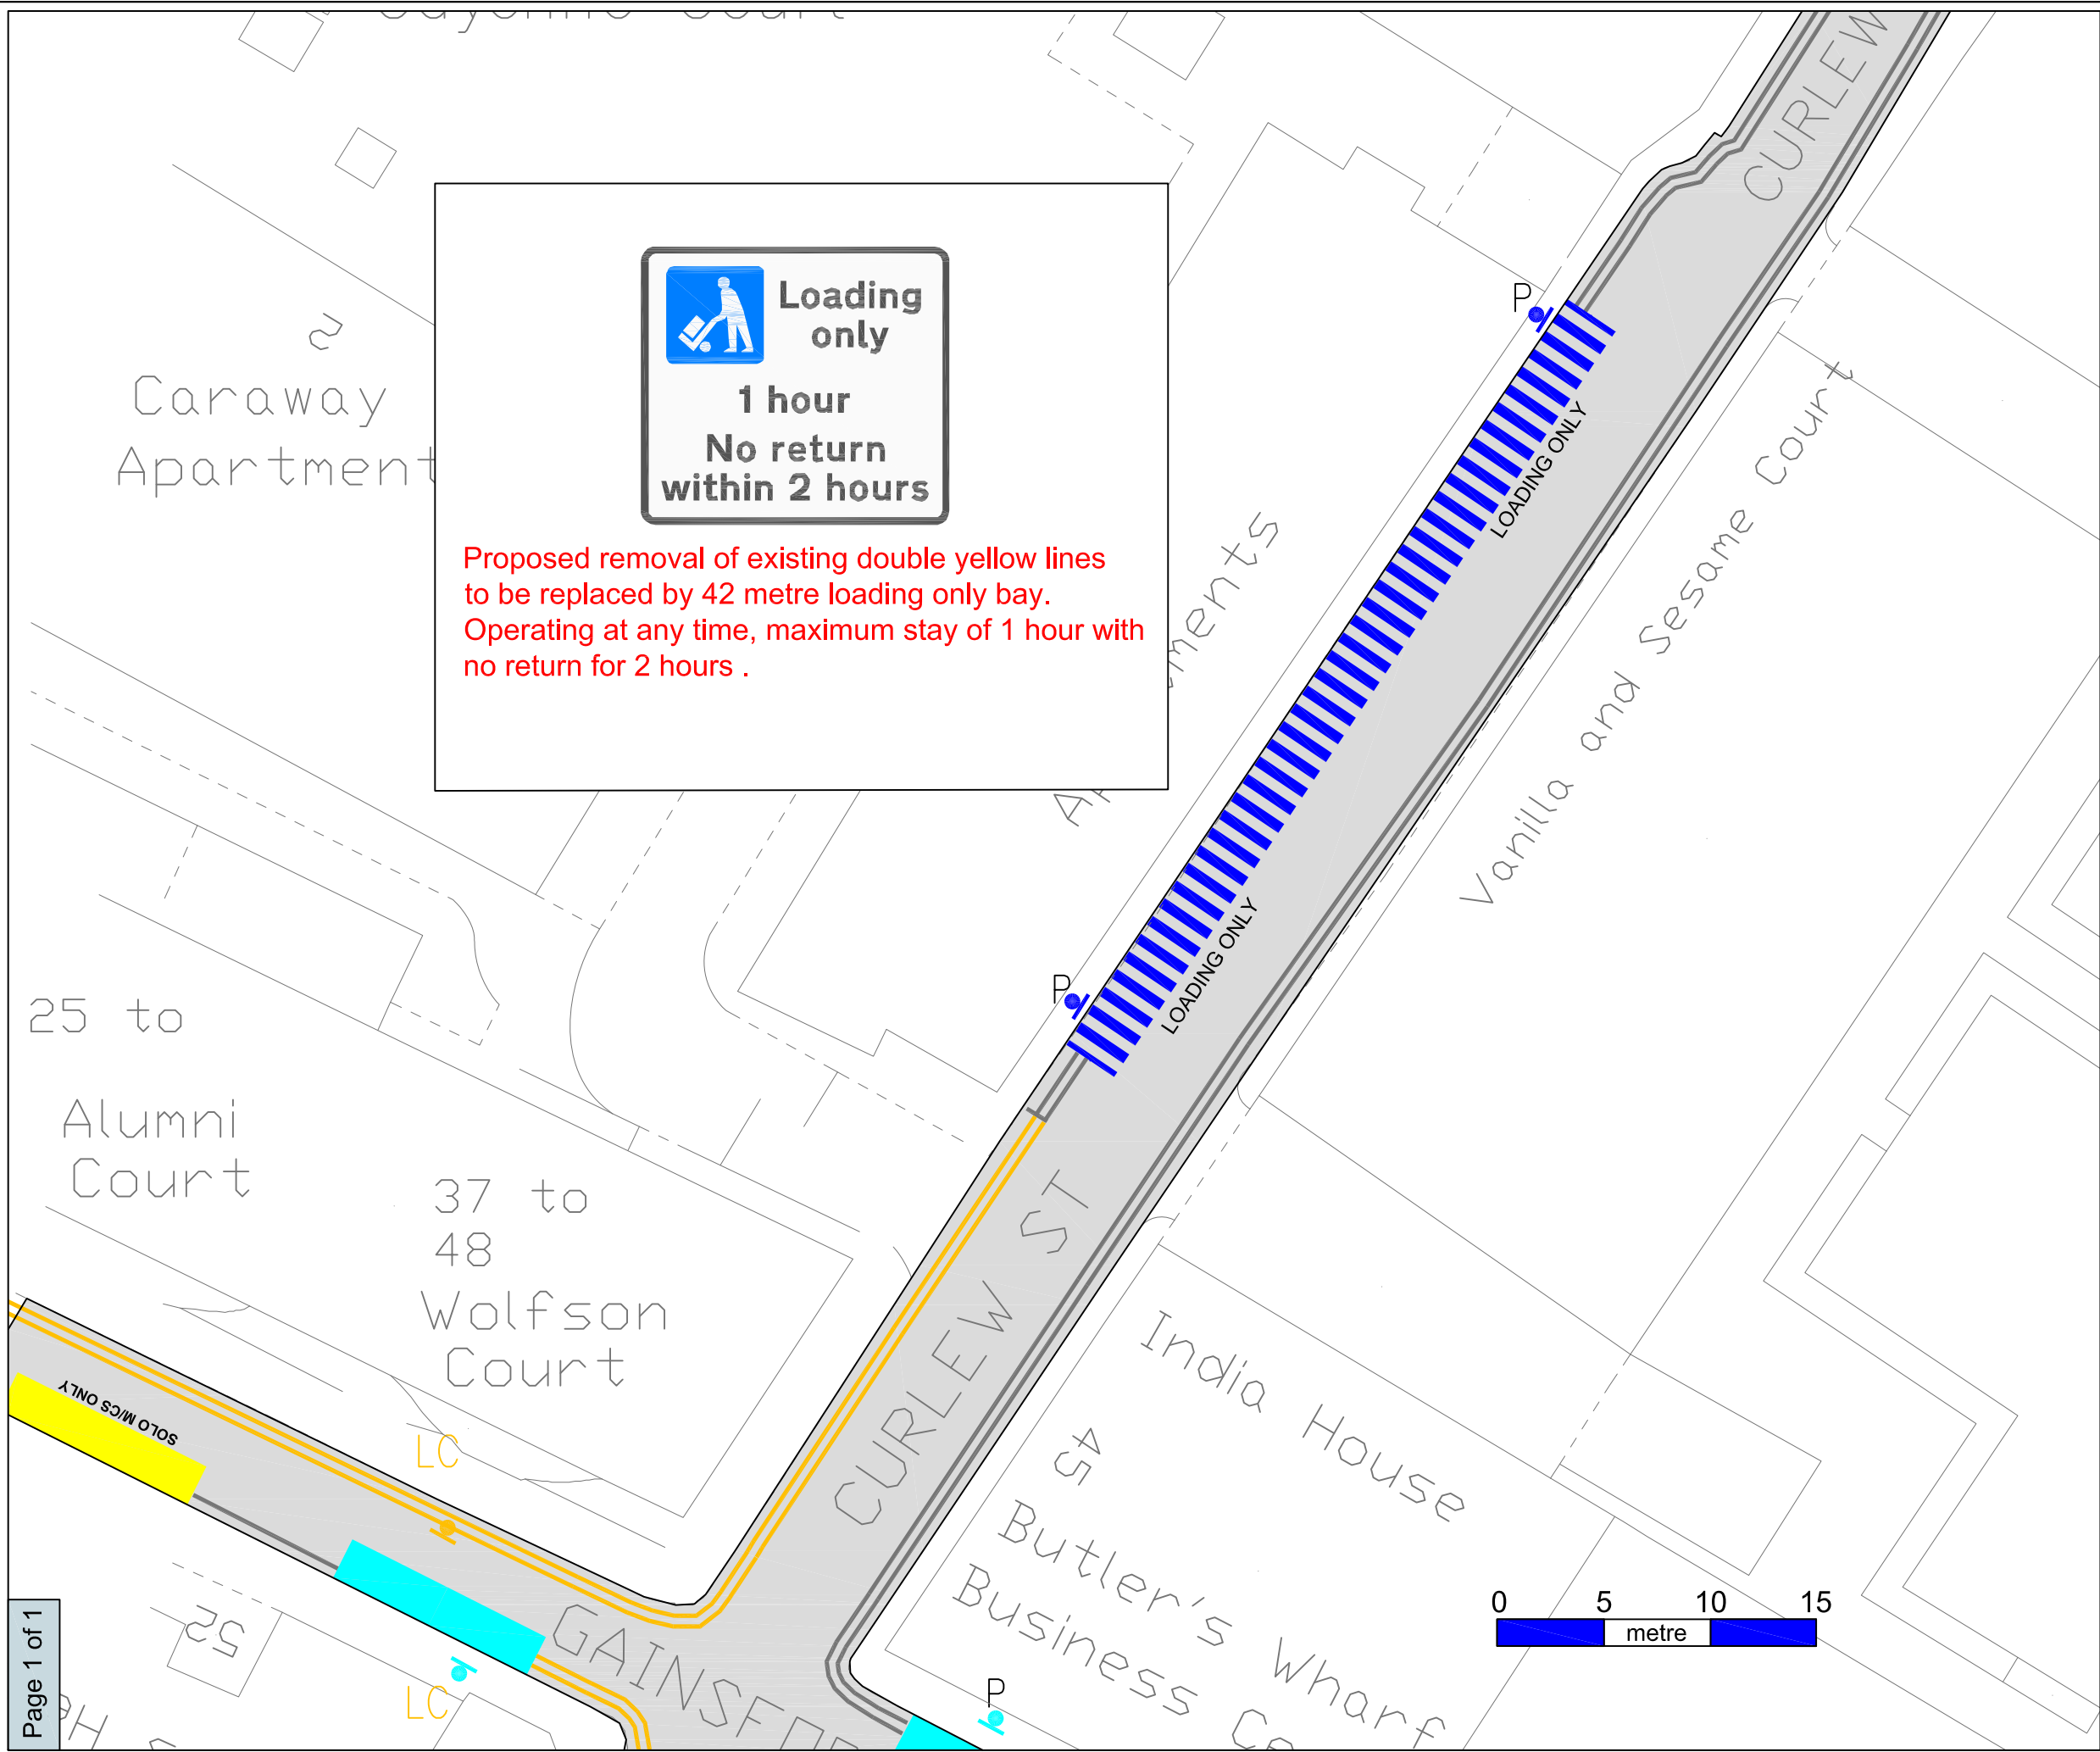 CURLEW
2
Caraway
Apartment
Loading
only
1 hour
No return
within 2 hours
Proposed removal of existing double yellow lines
to be replaced by 42 metre loading only bay.
Operating at any time, maximum stay of 1 hour with
no return for 2 hours .
P
LOADING ONLY
Vanilla and Sesame Court
P
LOADING ONLY
25 to
Alumni
Court
37 to
48
Wolfson
Court
CURLEW ST
SOLO M/CS ONLY
LC
India House
45
Butler's Wharf
Business
52
LC
P
0 5 10 15
metre
Page 1 of 1